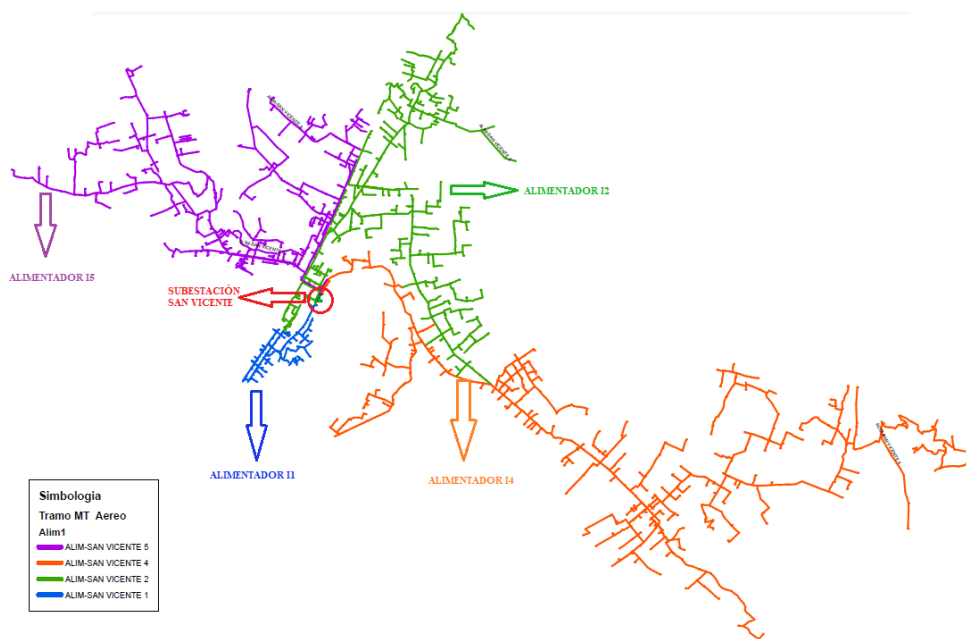 ALIMENTADOR I2
ALIMENTADOR I5
SUBESTACIÓN
SAN VICENTE
ALIMENTADOR I1
ALIMENTADOR I4
Simbologia
Tramo MT Aereo
Alim1
ALIM-SAN VICENTE 5
ALIM-SAN VICENTE 4
ALIM-SAN VICENTE 2
ALIM-SAN VICENTE 1